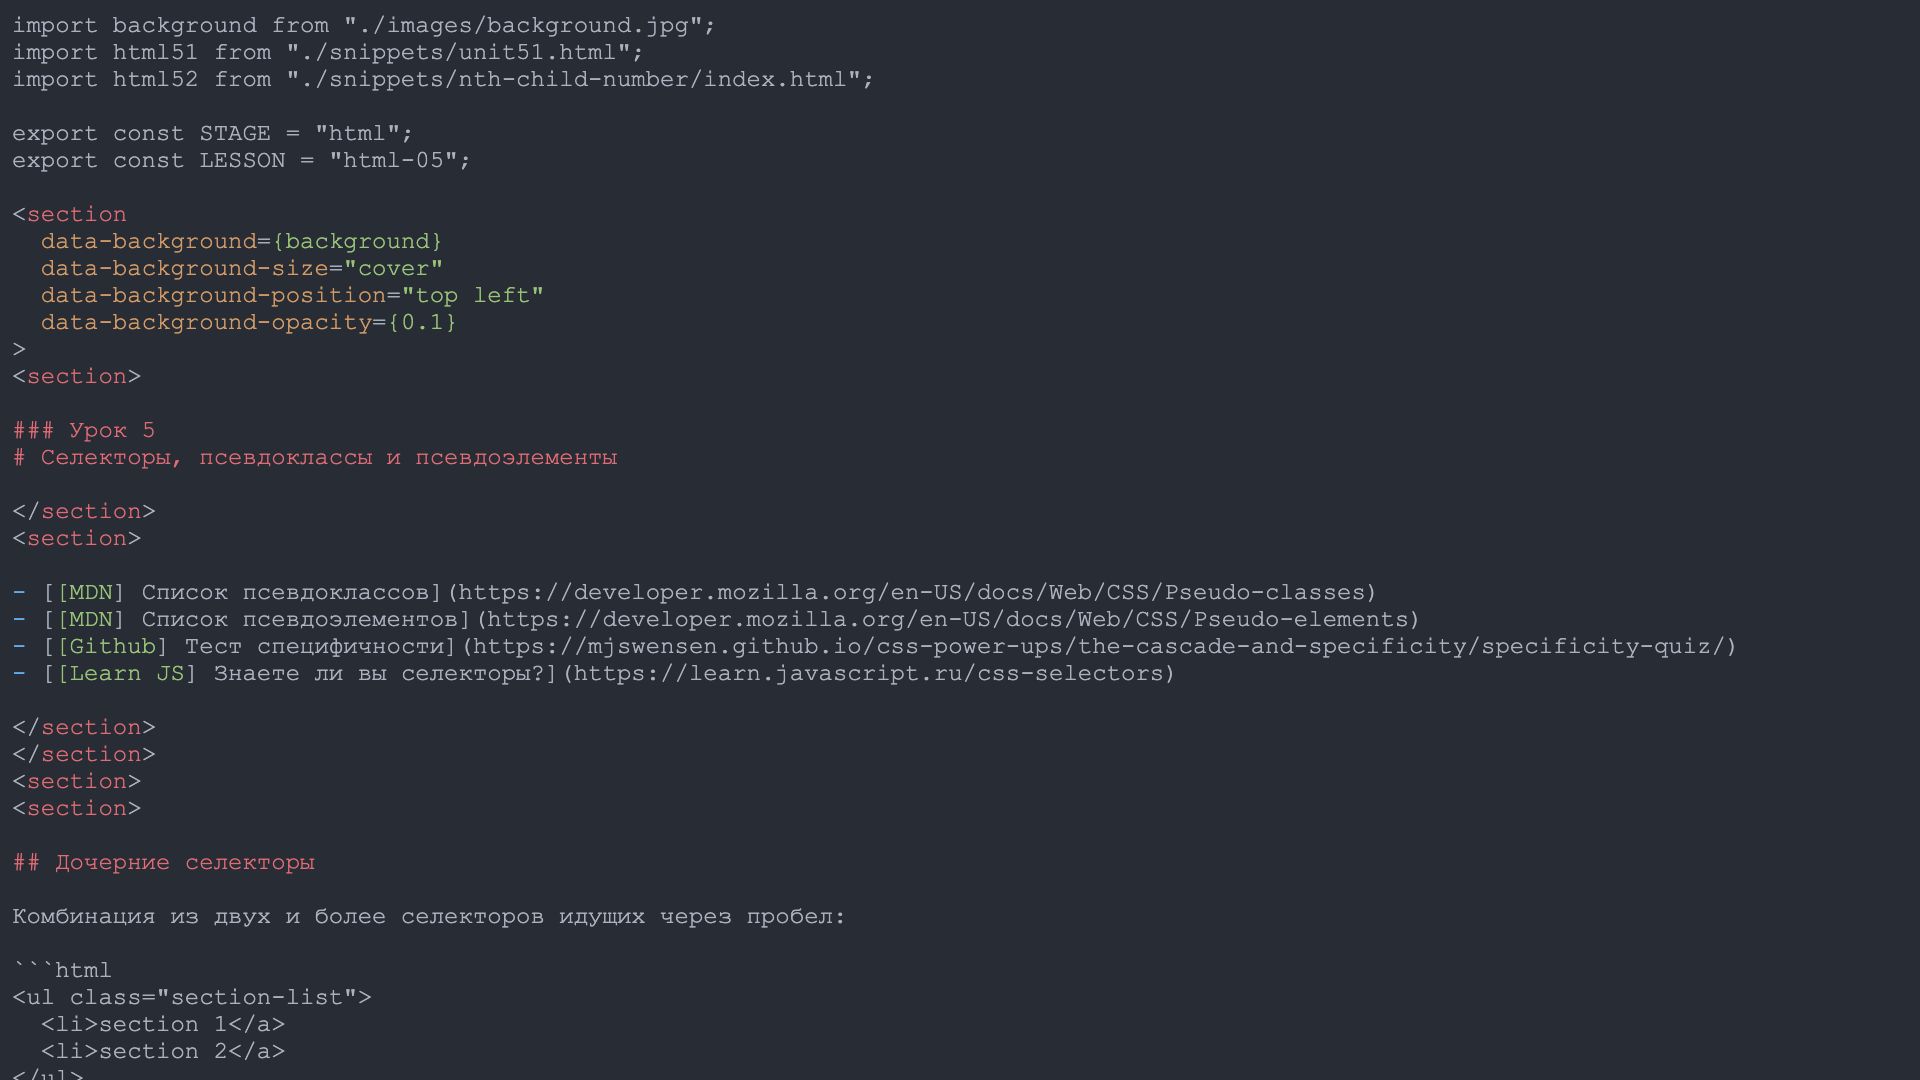 import background from "./images/background.jpg";
import html51 from "./snippets/unit51.html";
import html52 from "./snippets/nth-child-number/index.html";
export const STAGE = "html";
export const LESSON = "html-05";
<section
data-background={background}
data-background-size="cover"
data-background-position="top left"
data-background-opacity={0.1}
>
<section>
### Урок 5
# Селекторы, псевдоклассы и псевдоэлементы
</section>
<section>
- [[MDN] Список псевдоклассов](https://developer.mozilla.org/en-US/docs/Web/CSS/Pseudo-classes)
- [[MDN] Список псевдоэлементов](https://developer.mozilla.org/en-US/docs/Web/CSS/Pseudo-elements)
- [[Github] Тест специфичности](https://mjswensen.github.io/css-power-ups/the-cascade-and-specificity/specificity-quiz/)
- [[Learn JS] Знаете ли вы селекторы?](https://learn.javascript.ru/css-selectors)
</section>
</section>
<section>
<section>
## Дочерние селекторы
Комбинация из двух и более селекторов идущих через пробел:
```html
<ul class="section-list">
<li>section 1</a>
<li>section 2</a>
</ul>